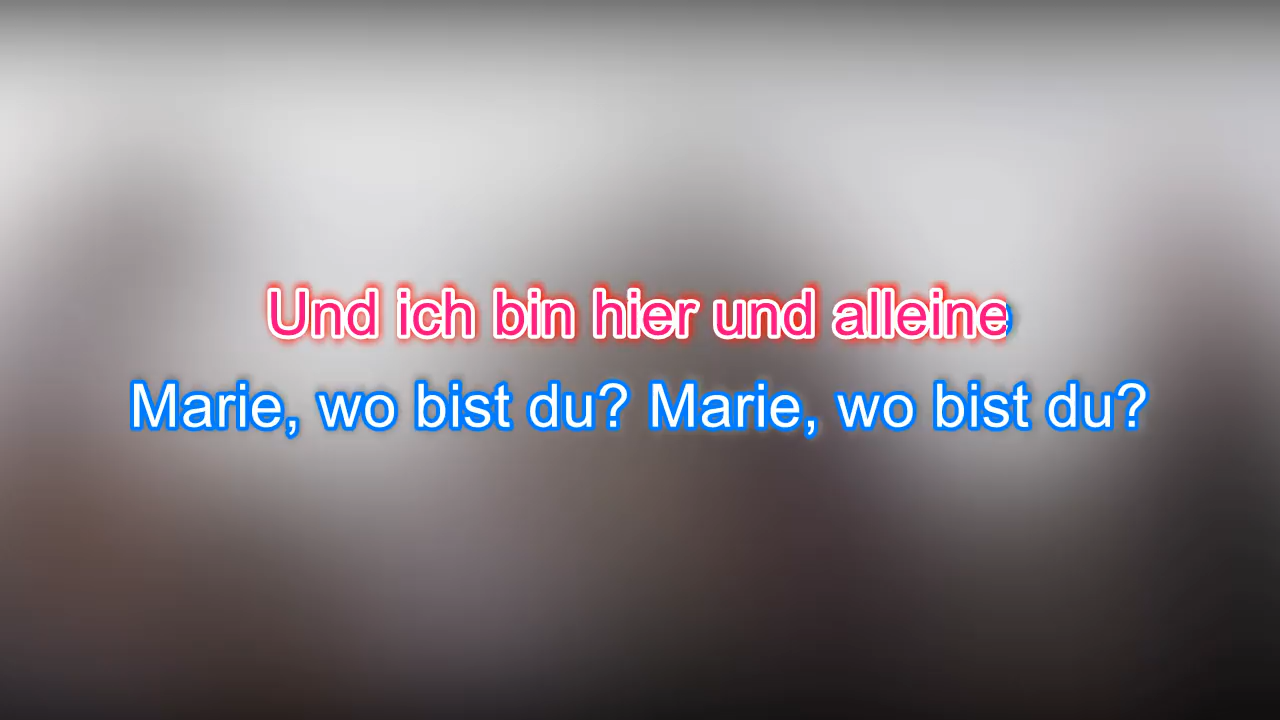 Und ich bin hier und alleine
Marie, wo bist du? Marie, wo bist du?